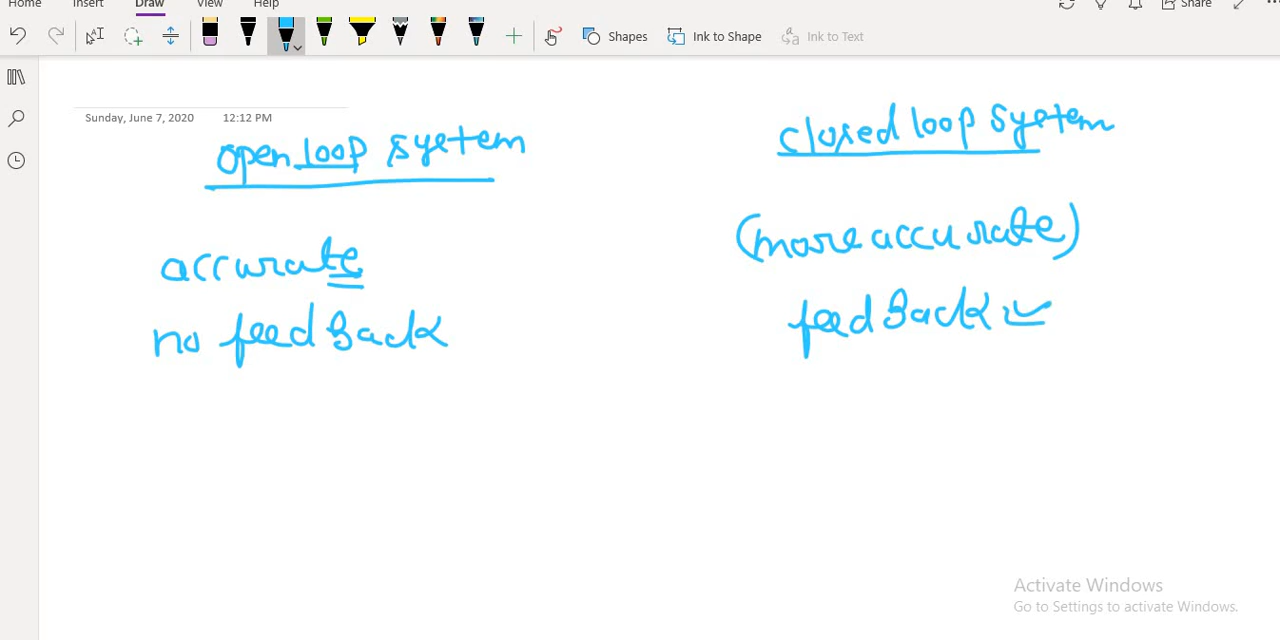 Home Insert Draw View Help
Share
Shapes Ink to Shape Ink to Text
Sunday, June 7, 2020 12:12 PM
open loop system
closed loop system
accurate
(more accurate)
no feedBack
feedBack
Activate Windows
Go to Settings to activate Windows.